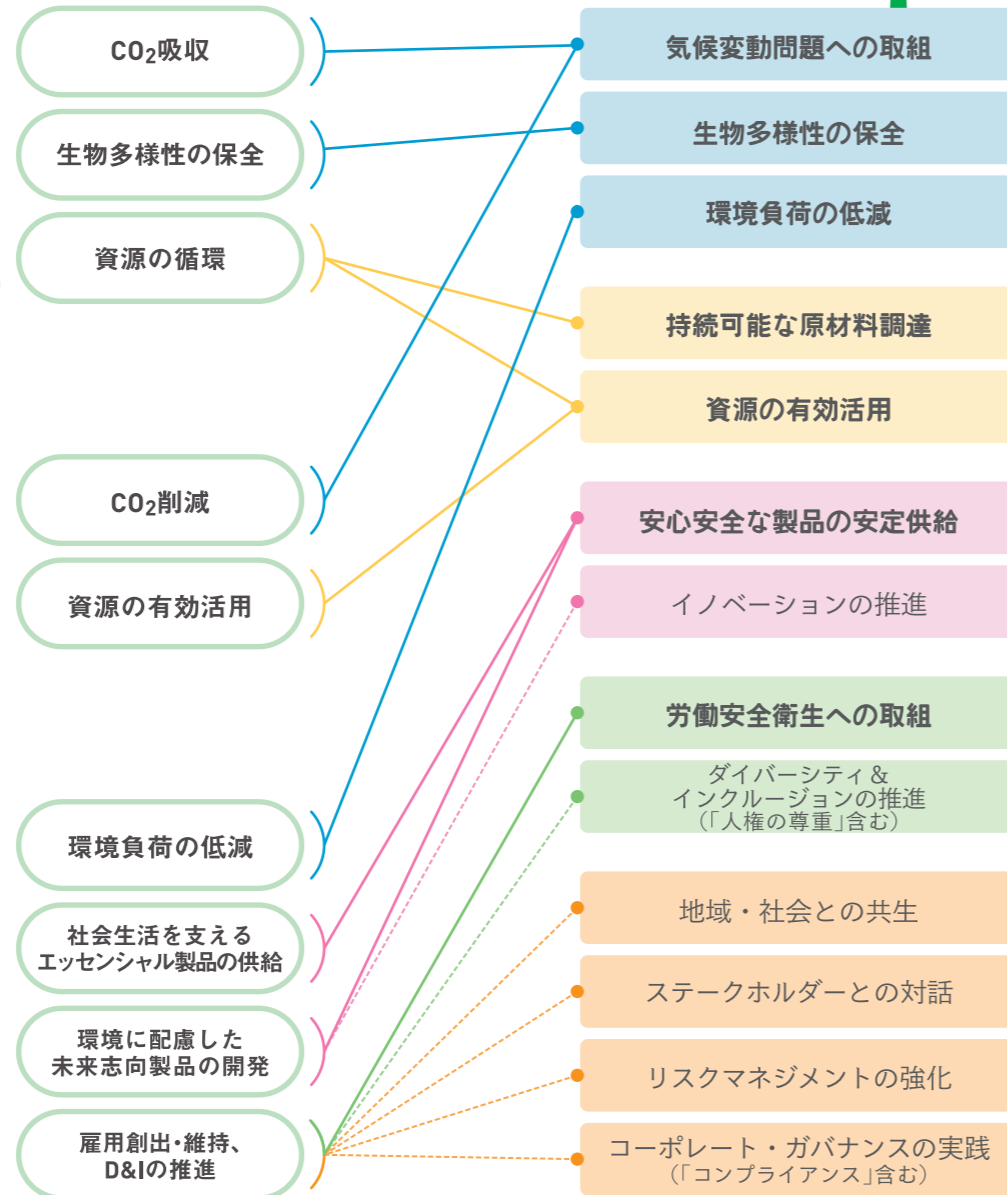 CO₂吸収
生物多様性の保全
資源の循環
CO₂削減
資源の有効活用
環境負荷の低減
社会生活を支える
エッセンシャル製品の供給
環境に配慮した
未来志向製品の開発
雇用創出・維持、
D&Iの推進
気候変動問題への取組
生物多様性の保全
環境負荷の低減
持続可能な原材料調達
資源の有効活用
安心安全な製品の安定供給
イノベーションの推進
労働安全衛生への取組
ダイバーシティ＆
インクルージョンの推進
(「人権の尊重」含む)
地域・社会との共生
ステークホルダーとの対話
リスクマネジメントの強化
コーポレート・ガバナンスの実践
(「コンプライアンス」含む)